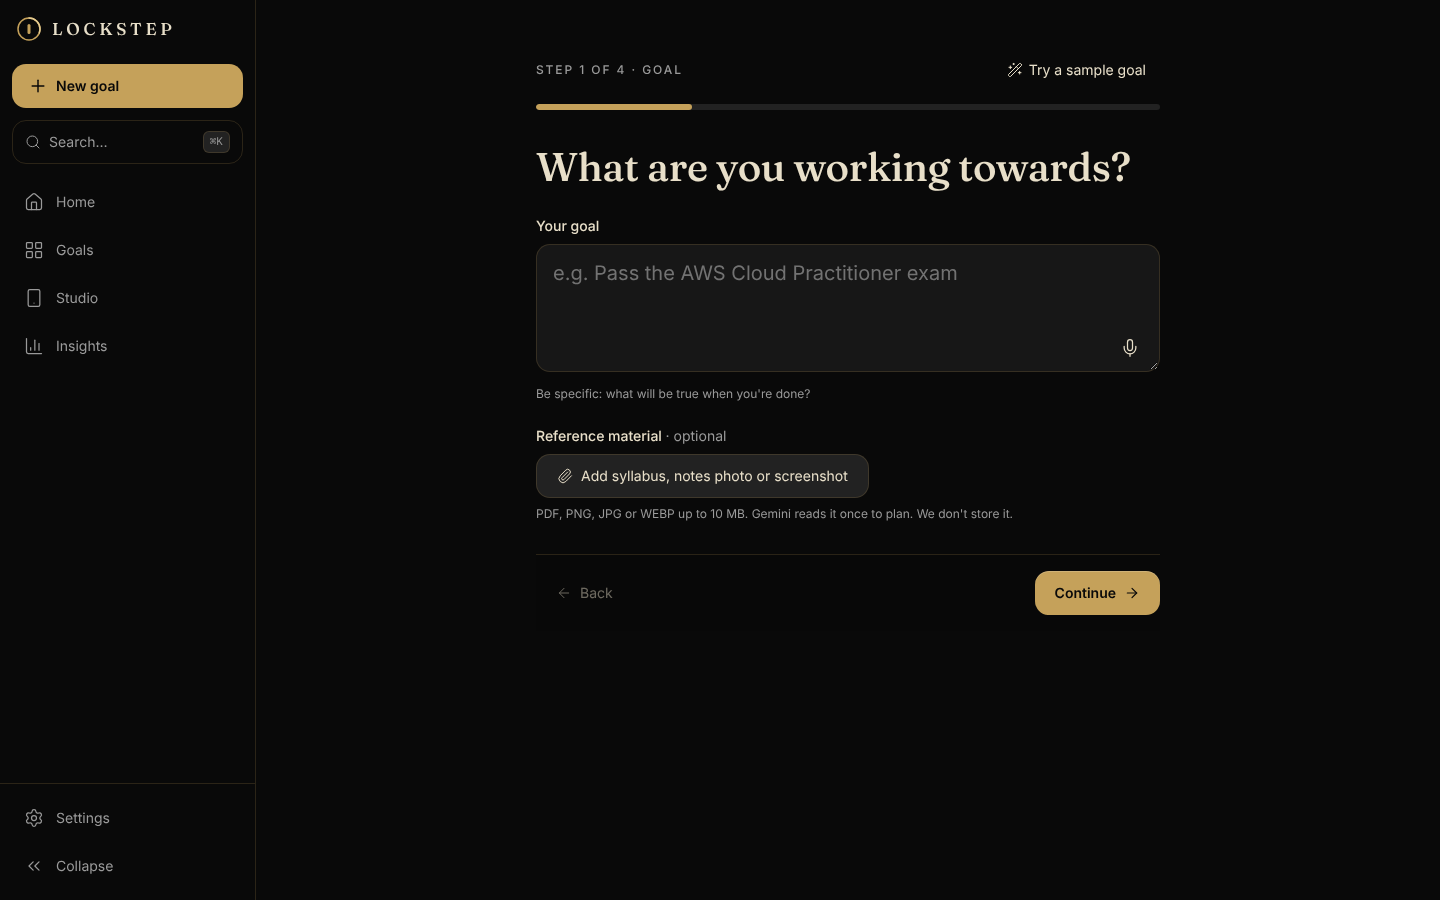 LOCKSTEP
New goal
Search...
⌘K
Home
Goals
Studio
Insights
Settings
Collapse
STEP 1 OF 4 · GOAL
Try a sample goal
What are you working towards?
Your goal
e.g. Pass the AWS Cloud Practitioner exam
Be specific: what will be true when you're done?
Reference material · optional
Add syllabus, notes photo or screenshot
PDF, PNG, JPG or WEBP up to 10 MB. Gemini reads it once to plan. We don't store it.
Back
Continue